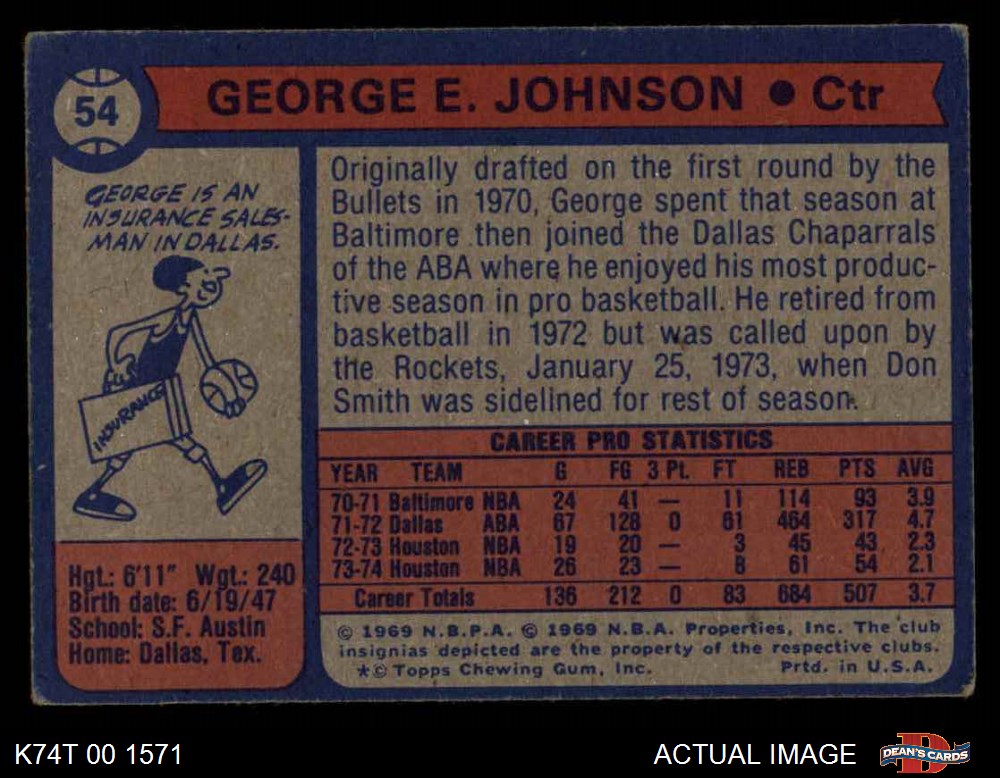 54
GEORGE E. JOHNSON ● Ctr
GEORGE IS AN
INSURANCE SALES-
MAN IN DALLAS.
INSURANCE
Hgt.: 6'11" Wgt.: 240
Birth date: 6/19/47
School: S.F. Austin
Home: Dallas, Tex.
Originally drafted on the first round by the
Bullets in 1970, George spent that season at
Baltimore then joined the Dallas Chaparrals
of the ABA where he enjoyed his most produc-
tive season in pro basketball. He retired from
basketball in 1972 but was called upon by
the Rockets, January 25, 1973, when Don
Smith was sidelined for rest of season.
CAREER PRO STATISTICS
YEAR TEAM G FG 3 Pt. FT REB PTS AVG
70-71 Baltimore NBA 24 41 — 11 114 93 3.9
71-72 Dallas ABA 67 128 0 61 464 317 4.7
72-73 Houston NBA 19 20 — 3 45 43 2.3
73-74 Houston NBA 26 23 — 8 61 54 2.1
Career Totals 136 212 0 83 684 507 3.7
© 1969 N.B.P.A. © 1969 N.B.A. Properties, Inc. The club
insignias depicted are the property of the respective clubs.
*© Topps Chewing Gum, Inc. Prtd. in U.S.A.
K74T 00 1571
ACTUAL IMAGE
D
DEAN'S CARDS